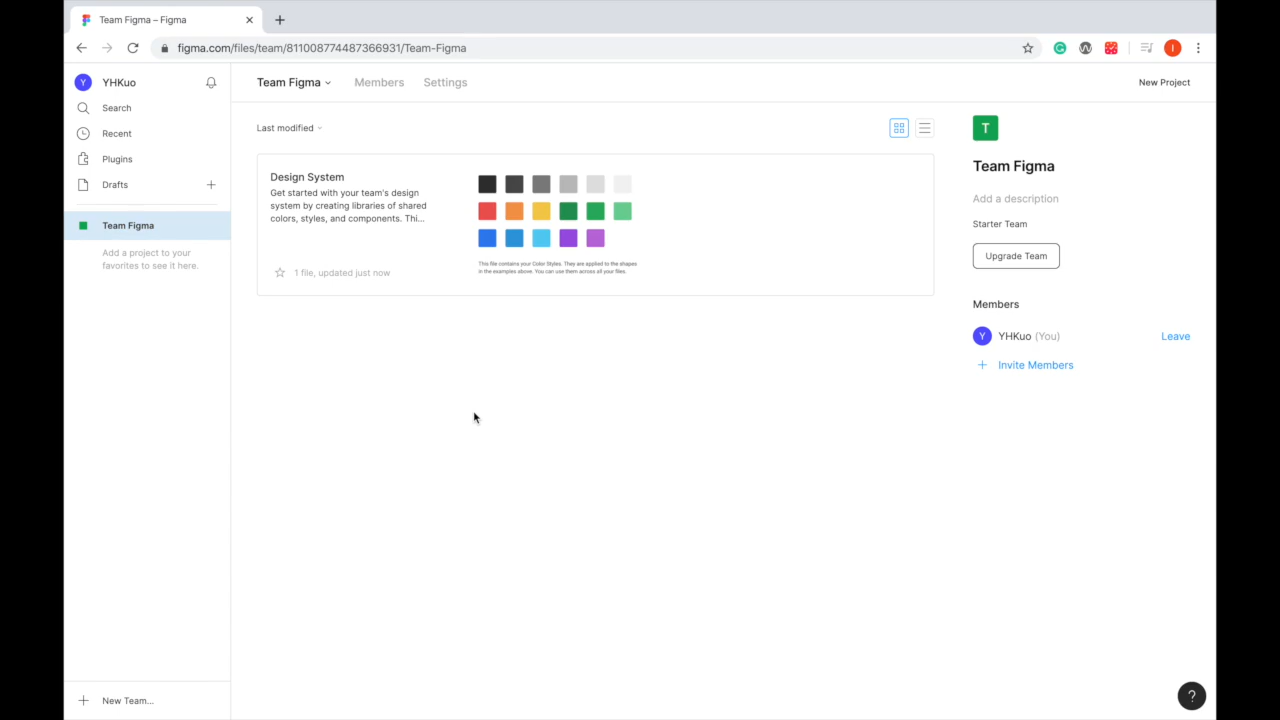 Team Figma – Figma
figma.com/files/team/811008774487366931/Team-Figma
I
Y YHKuo
Search
Recent
Plugins
Drafts
Team Figma
Add a project to your
favorites to see it here.
New Team...
Team Figma Members Settings New Project
Last modified
Design System
Get started with your team's design
system by creating libraries of shared
colors, styles, and components. Thi...
1 file, updated just now
This file contains your Color Styles. They are applied to the shapes
in the examples above. You can use them across all your files.
T
Team Figma
Add a description
Starter Team
Upgrade Team
Members
Y YHKuo (You) Leave
Invite Members
?